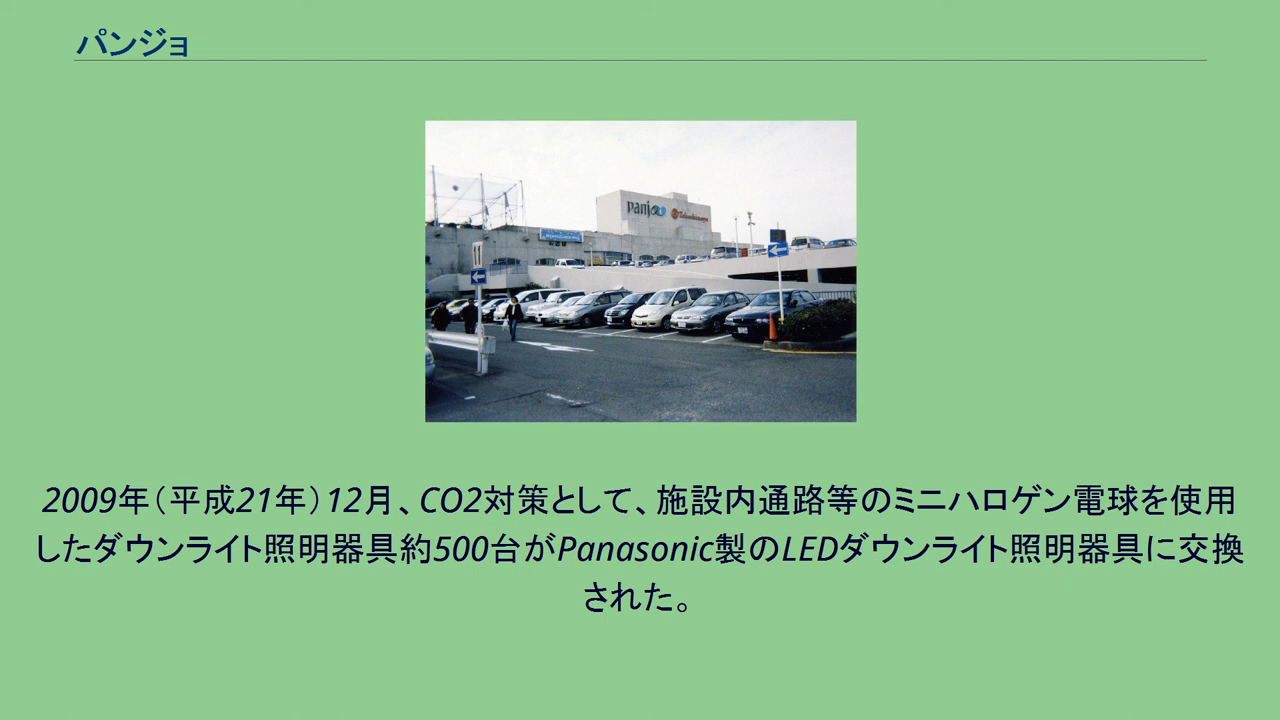 パンジョ
panjo
Takashimaya
2009年（平成21年）12月、CO2対策として、施設内通路等のミニハロゲン電球を使用
したダウンライト照明器具約500台がPanasonic製のLEDダウンライト照明器具に交換
された。